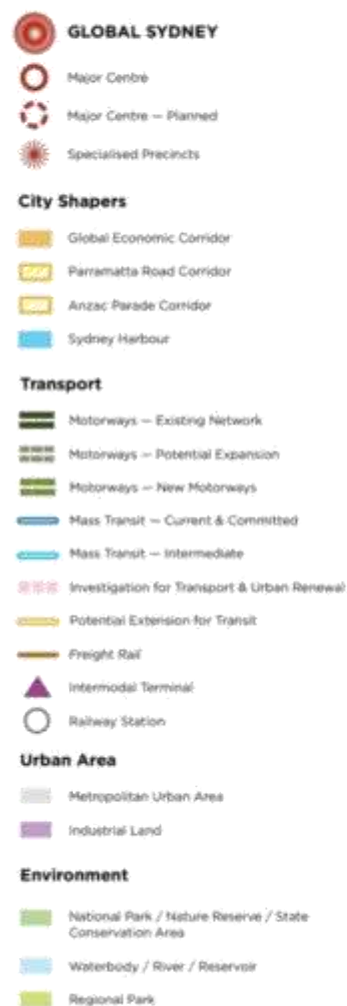 GLOBAL SYDNEY
Major Centre
Major Centre — Planned
Specialised Precincts
City Shapers
Global Economic Corridor
Parramatta Road Corridor
Anzac Parade Corridor
Sydney Harbour
Transport
Motorways — Existing Network
Motorways — Potential Expansion
Motorways — New Motorways
Mass Transit — Current & Committed
Mass Transit — Intermediate
Investigation for Transport & Urban Renewal
Potential Extension for Transit
Freight Rail
Intermodal Terminal
Railway Station
Urban Area
Metropolitan Urban Area
Industrial Land
Environment
National Park / Nature Reserve / State
Conservation Area
Waterbody / River / Reservoir
Regional Park